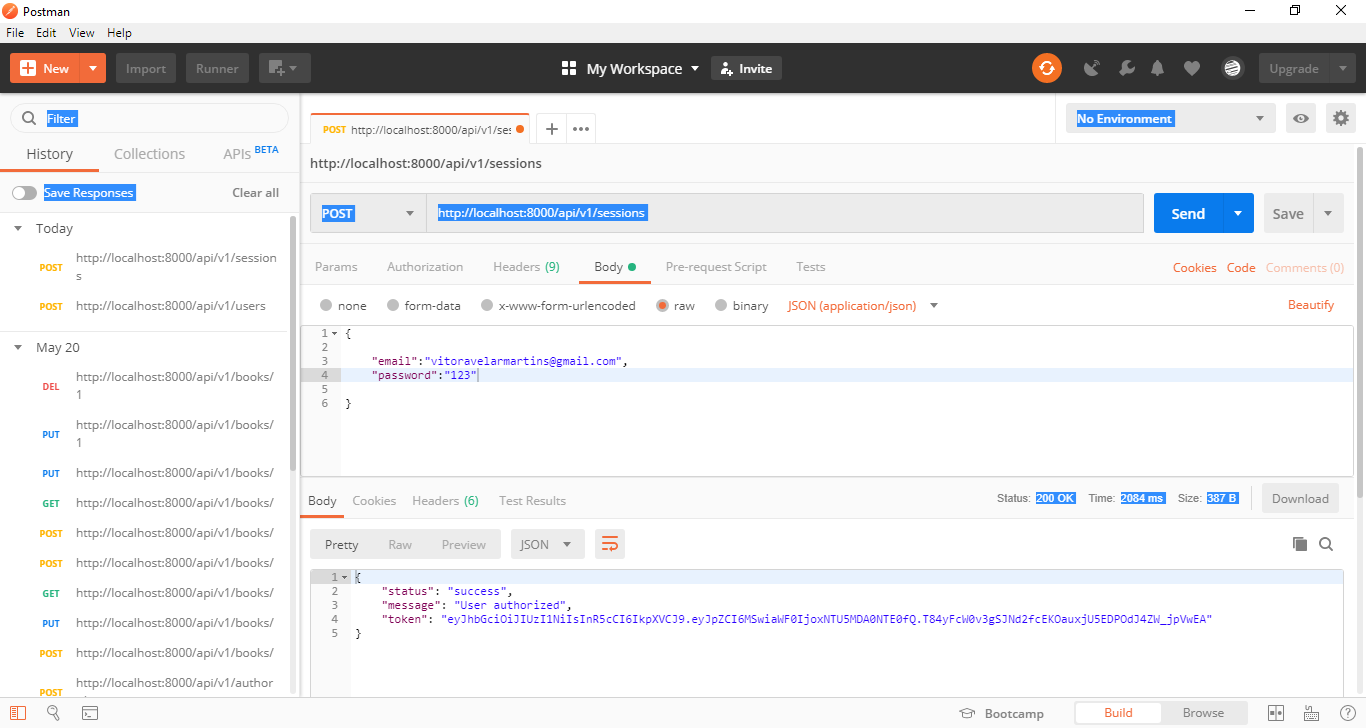 Postman
File Edit View Help
New Import Runner My Workspace Invite Upgrade
Filter
History Collections APIs BETA
Save Responses Clear all
Today
POST http://localhost:8000/api/v1/session
s
POST http://localhost:8000/api/v1/users
May 20
DEL http://localhost:8000/api/v1/books/
1
PUT http://localhost:8000/api/v1/books/
1
PUT http://localhost:8000/api/v1/books/
GET http://localhost:8000/api/v1/books/
POST http://localhost:8000/api/v1/books/
POST http://localhost:8000/api/v1/books/
GET http://localhost:8000/api/v1/books/
PUT http://localhost:8000/api/v1/books/
POST http://localhost:8000/api/v1/books/
POST http://localhost:8000/api/v1/author
POST http://localhost:8000/api/v1/ses
No Environment
http://localhost:8000/api/v1/sessions
POST http://localhost:8000/api/v1/sessions Send Save
Params Authorization Headers (9) Body Pre-request Script Tests Cookies Code Comments (0)
none form-data x-www-form-urlencoded raw binary JSON (application/json) Beautify
1 {
2
3 "email":"vitoravelarmartins@gmail.com",
4 "password":"123"
5
6 }
Body Cookies Headers (6) Test Results Status: 200 OK Time: 2084 ms Size: 387 B Download
Pretty Raw Preview JSON
1 {
2 "status": "success",
3 "message": "User authorized",
4 "token": "eyJhbGciOiJIUzI1NiIsInR5cCI6IkpXVCJ9.eyJpZCI6MSwiaWF0IjoxNTU5MDA0NTE0fQ.T84yFcW0v3gSJNd2fcEKOauxjU5EDPOdJ4ZW_jpVwEA"
5 }
Bootcamp Build Browse